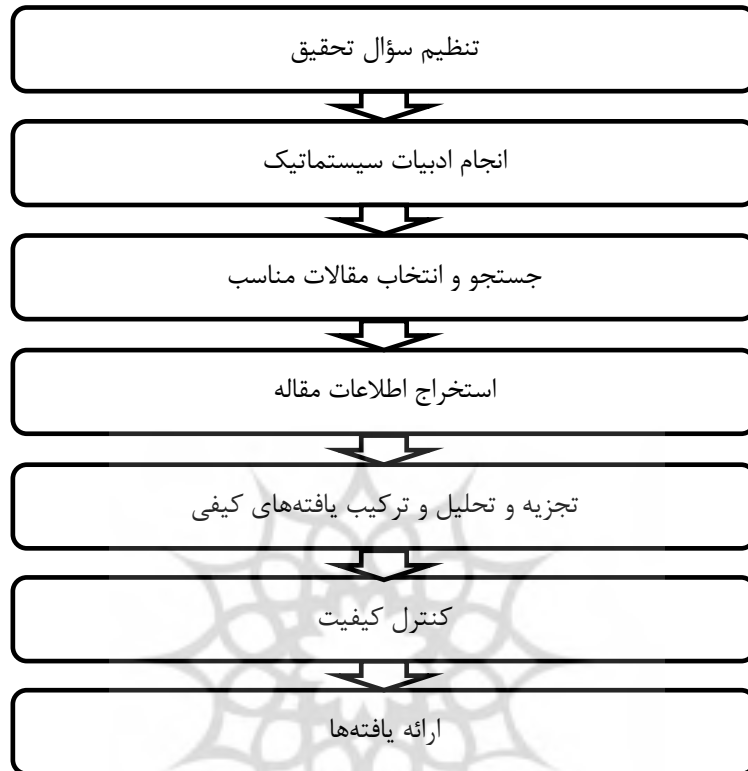 تنظیم سؤال تحقیق
انجام ادبیات سیستماتیک
جستجو و انتخاب مقالات مناسب
استخراج اطلاعات مقاله
تجزیه و تحلیل و ترکیب یافته‌های کیفی
کنترل کیفیت
ارائه یافته‌ها